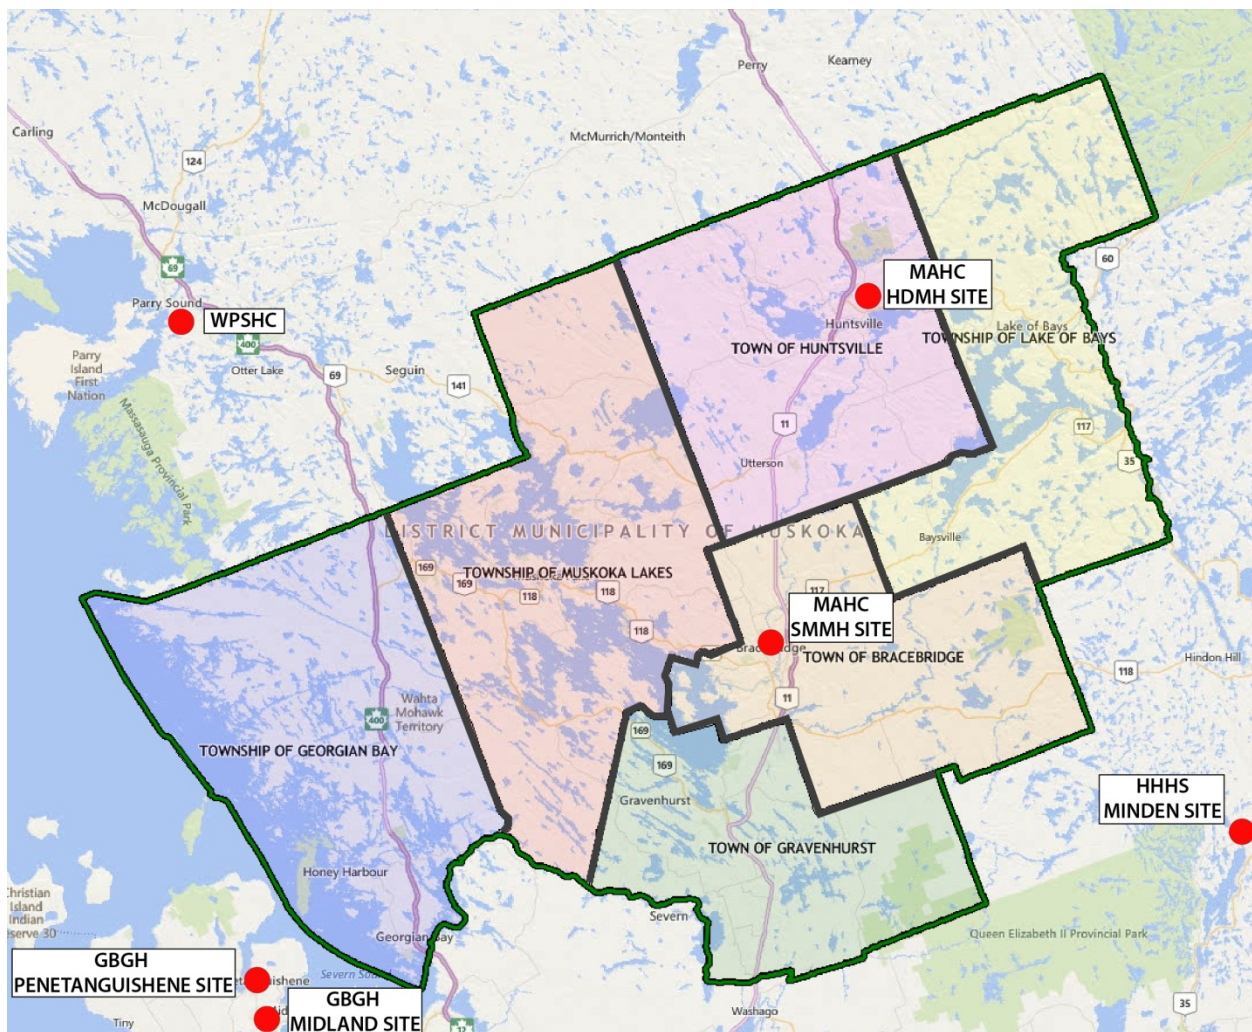 Perry
Kearney
Carling
McMurrich/Monteith
124
McDougall
60
69
MAHC
HDMH SITE
Parry Sound
WPSHC
Huntsville
Lake of Bays
TOWNSHIP OF LAKE OF BAYS
TOWN OF HUNTSVILLE
400
Otter Lake
Parry
Island
First
Nation
69
Seguin
141
Massasauga Provincial Park
11
117
35
Utterson
DISTRICT MUNICIPALITY OF MUSKOKA
Baysville
169
169
TOWNSHIP OF MUSKOKA LAKES
118
118
117
118
MAHC
SMMH SITE
TOWN OF BRACEBRIDGE
Hindon Hill
118
11
Wahta
Mohawk
Territory
400
169
TOWNSHIP OF GEORGIAN BAY
169
HHHS
MINDEN SITE
Gravenhurst
TOWN OF GRAVENHURST
Honey Harbour
Christian
Island
Indian
Severn
Georgian Bay
Queen Elizabeth II Provincial Park
GBGH
PENETANGUISHENE SITE
GBGH
MIDLAND SITE
Tiny
12
Washago
35